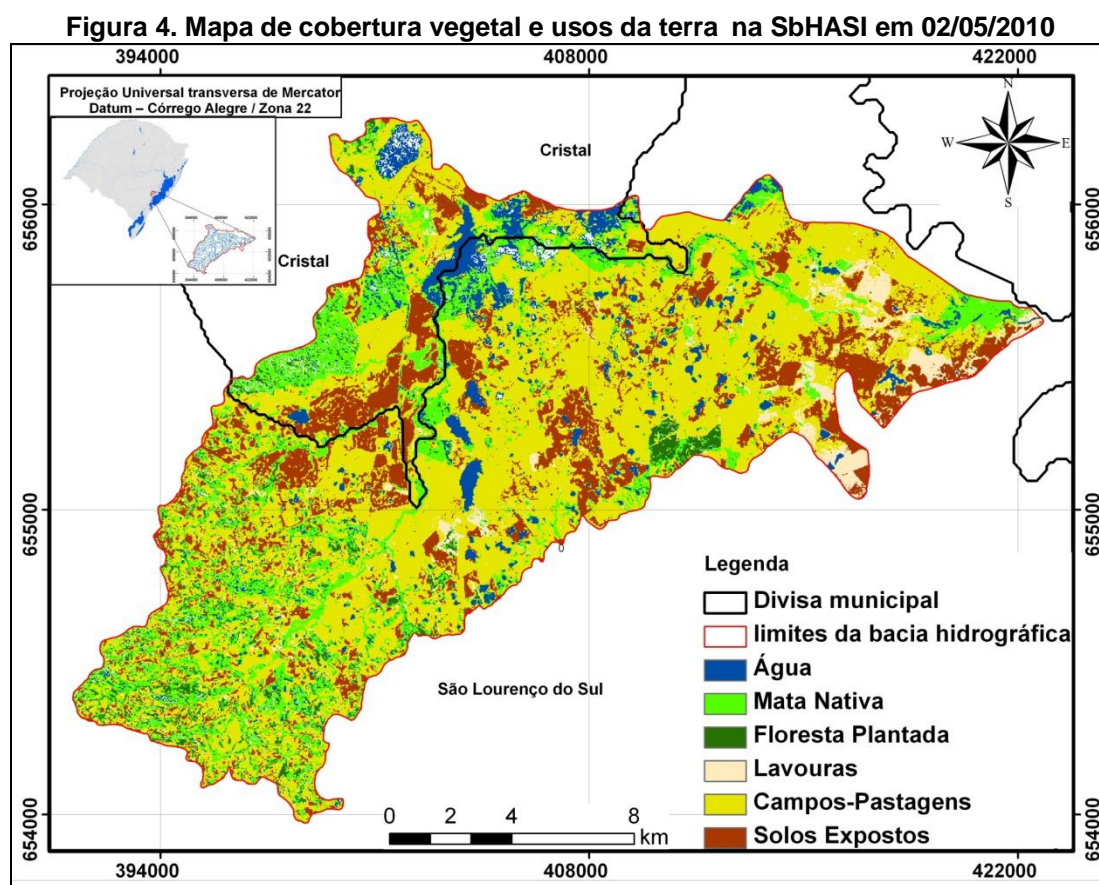 Figura 4. Mapa de cobertura vegetal e usos da terra na SbHASI em 02/05/2010
394000
408000
422000
Projeção Universal transversa de Mercator
Datum – Córrego Alegre / Zona 22
N
W
E
S
Cristal
656000
656000
Cristal
655000
655000
0
São Lourenço do Sul
Legenda
Divisa municipal
limites da bacia hidrográfica
Água
Mata Nativa
Floresta Plantada
Lavouras
Campos-Pastagens
Solos Expostos
0 2 4 8
km
654000
654000
394000
408000
422000